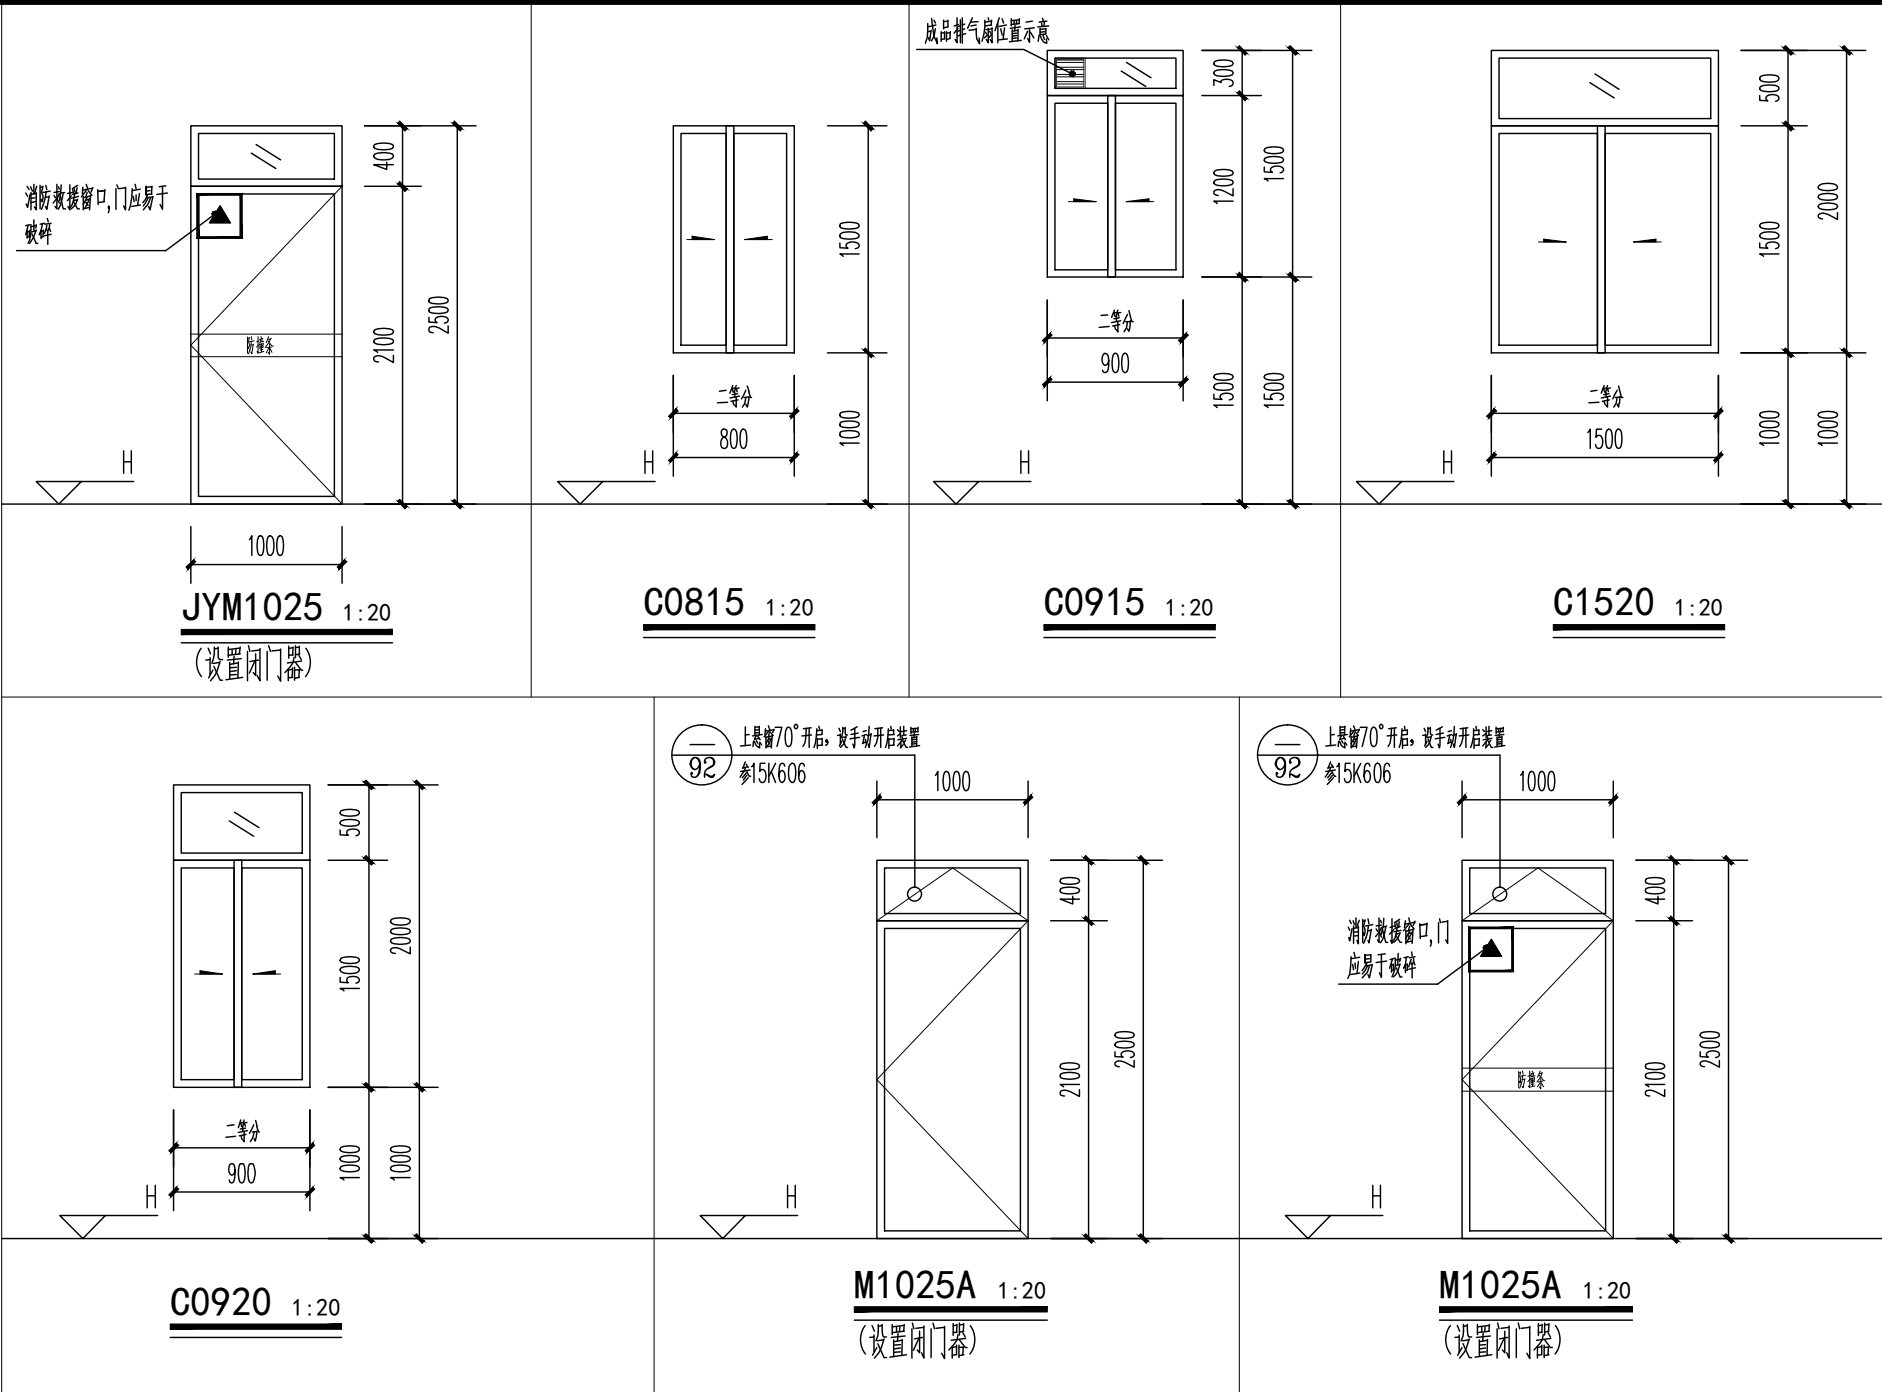 消防救援窗口,门应易于
破碎
400
2100
2500
防撞条
H
1000
JYM1025 1:20
(设置闭门器)
1500
1000
二等分
800
H
C0815 1:20
成品排气扇位置示意
300
1200
1500
1500
1500
二等分
900
H
C0915 1:20
500
1500
2000
1000
1000
二等分
1500
H
C1520 1:20
500
1500
2000
1000
1000
二等分
900
H
C0920 1:20
92
上悬窗70°开启，设手动开启装置
参15K606
1000
400
2100
2500
H
M1025A 1:20
(设置闭门器)
92
上悬窗70°开启，设手动开启装置
参15K606
1000
400
消防救援窗口,门
应易于破碎
2100
2500
防撞条
H
M1025A 1:20
(设置闭门器)